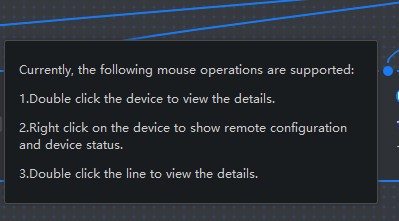 Currently, the following mouse operations are supported:
1.Double click the device to view the details.
2.Right click on the device to show remote configuration
and device status.
3.Double click the line to view the details.